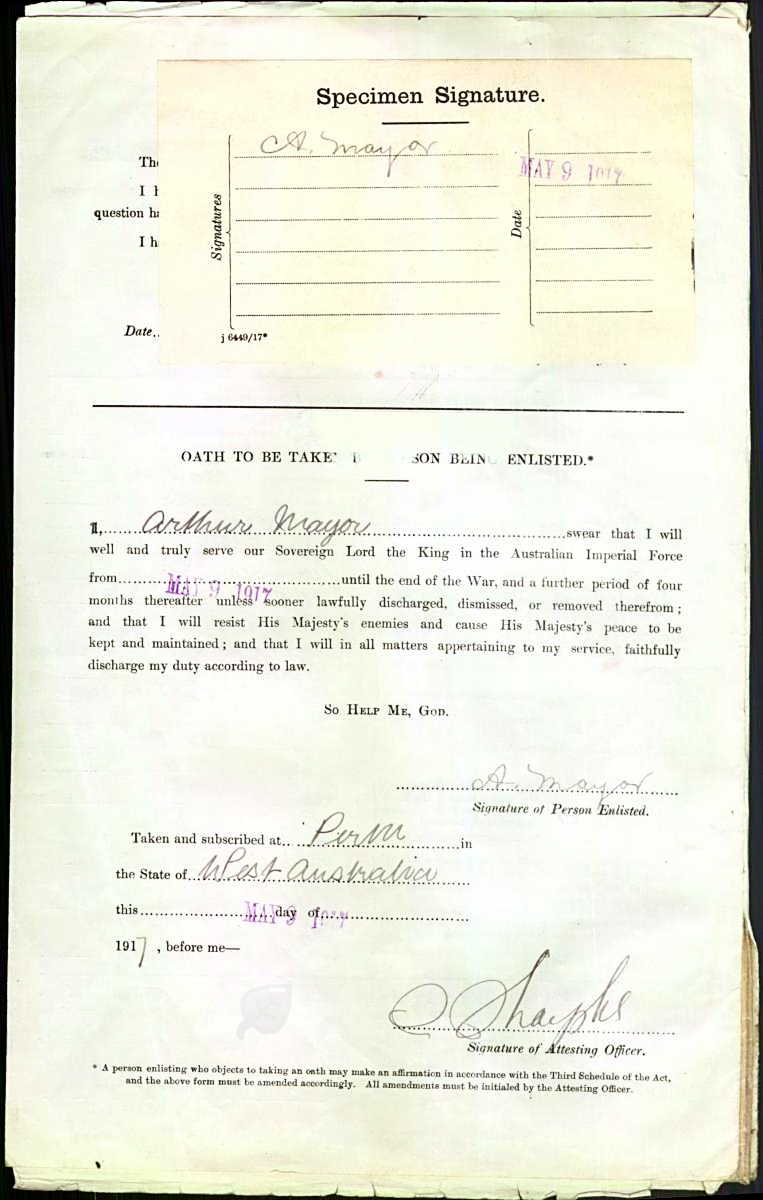 Specimen Signature.
Signatures
A. Mayor
Date
MAY 9 1917
j 6449/17*
Th
I h
question ha
I h
Date..
OATH TO BE TAKE SON BEING ENLISTED.*
I, Arthur Mayor swear that I will
well and truly serve our Sovereign Lord the King in the Australian Imperial Force
from MAY 9 1917 until the end of the War, and a further period of four
months thereafter unless sooner lawfully discharged, dismissed, or removed therefrom;
and that I will resist His Majesty's enemies and cause His Majesty's peace to be
kept and maintained; and that I will in all matters appertaining to my service, faithfully
discharge my duty according to law.
So Help Me, God.
A. Mayor
Signature of Person Enlisted.
Taken and subscribed at Perth in
the State of West Australia
this MAY 9 1917 day of
1917, before me—
Signature of Attesting Officer.
* A person enlisting who objects to taking an oath may make an affirmation in accordance with the Third Schedule of the Act,
and the above form must be amended accordingly. All amendments must be initialed by the Attesting Officer.